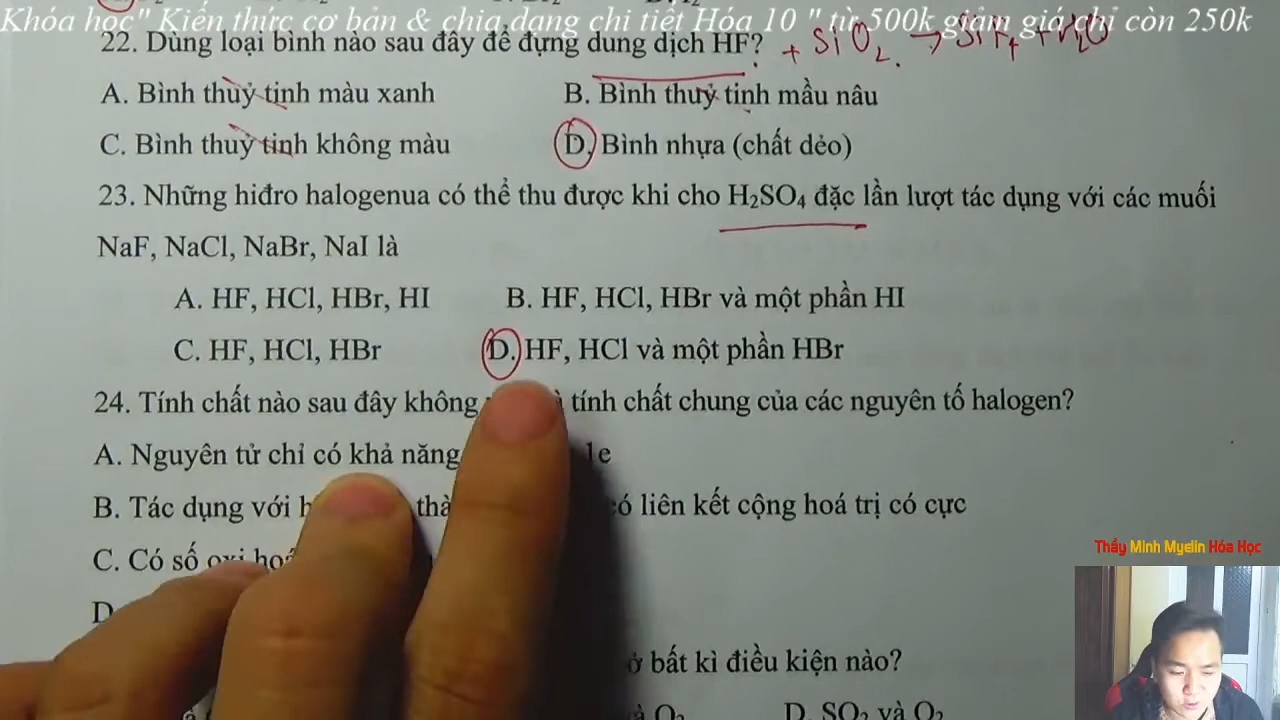 Khóa học" Kiến thức cơ bản & chia dạng chi tiết Hóa 10 " từ 500k giảm giá chỉ còn 250k
22. Dùng loại bình nào sau đây để đựng dung dịch HF? + SiO₂ → SiF₄ + H₂O
A. Bình thuỷ tinh màu xanh B. Bình thuỷ tinh mầu nâu
C. Bình thuỷ tinh không màu D. Bình nhựa (chất dẻo)
23. Những hiđro halogenua có thể thu được khi cho H₂SO₄ đặc lần lượt tác dụng với các muối
NaF, NaCl, NaBr, NaI là
A. HF, HCl, HBr, HI B. HF, HCl, HBr và một phần HI
C. HF, HCl, HBr D. HF, HCl và một phần HBr
24. Tính chất nào sau đây không tính chất chung của các nguyên tố halogen?
A. Nguyên tử chỉ có khả năng 1e
B. Tác dụng với có liên kết cộng hoá trị có cực
C. Có số oxi hoá
D.
ở bất kì điều kiện nào?
và O₂ D. SO₂ và O₂
Thầy Minh Myelin Hóa Học